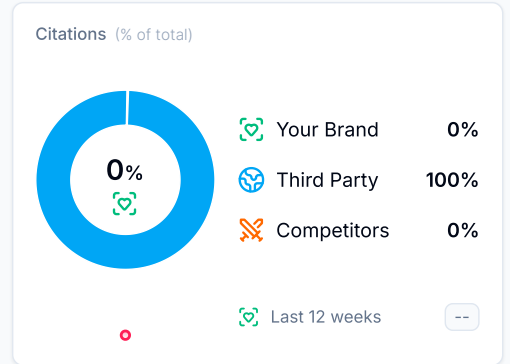 Citations (% of total)
0%
Your Brand 0%
Third Party 100%
Competitors 0%
Last 12 weeks --